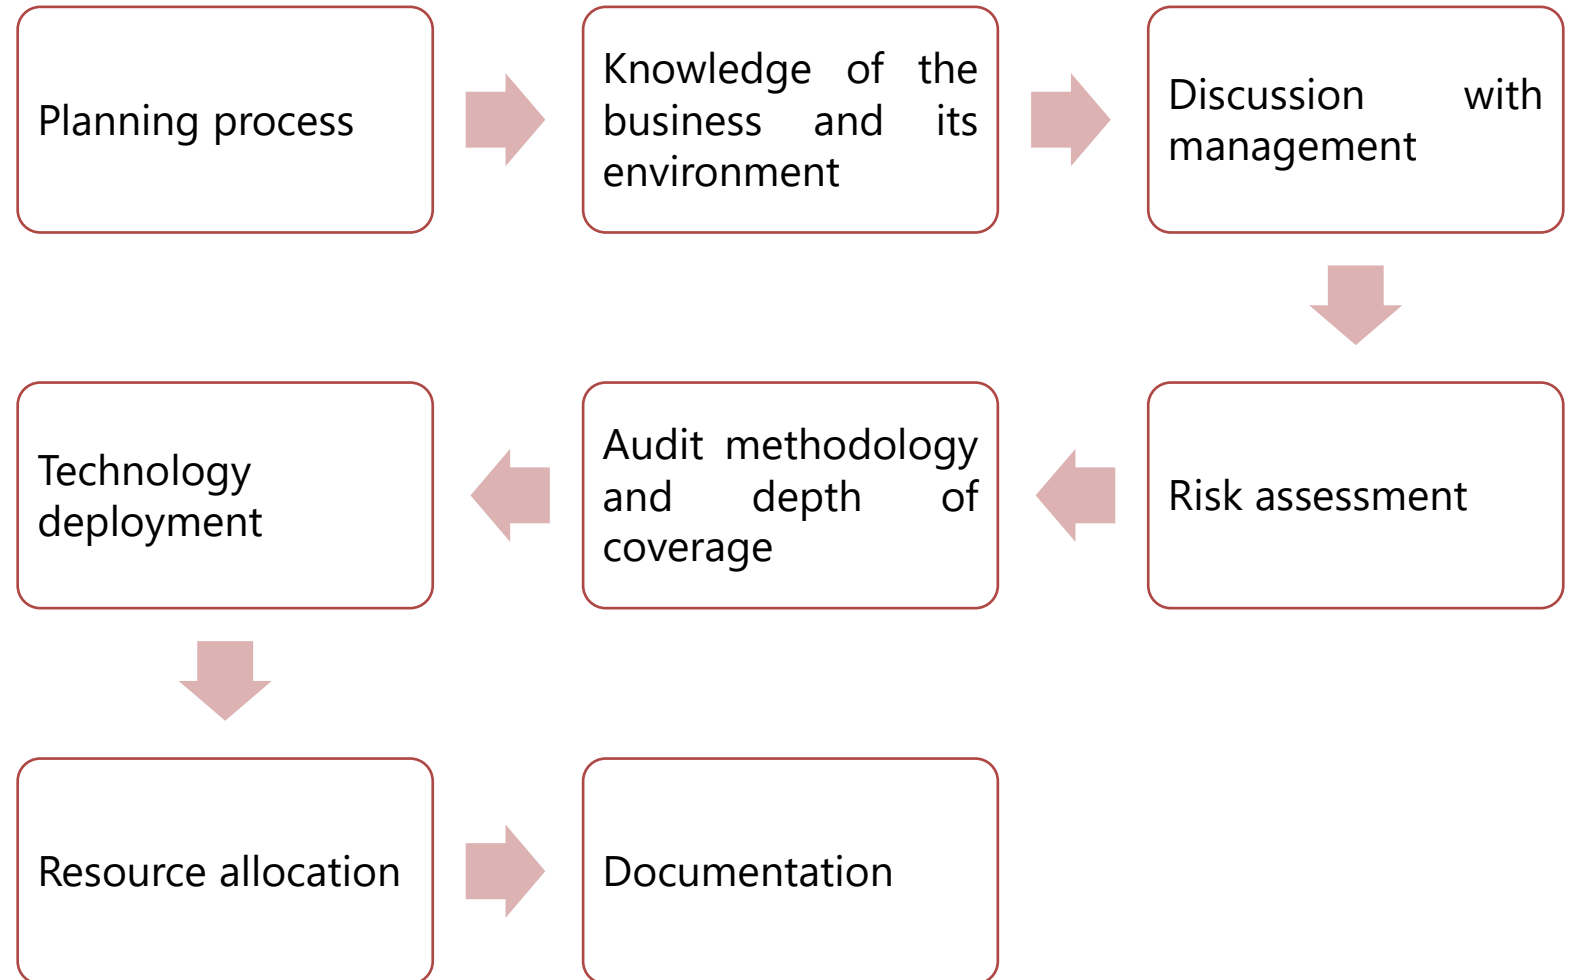 Planning process
Knowledge of the
business and its
environment
Discussion with
management
Risk assessment
Audit methodology
and depth of
coverage
Technology
deployment
Resource allocation
Documentation